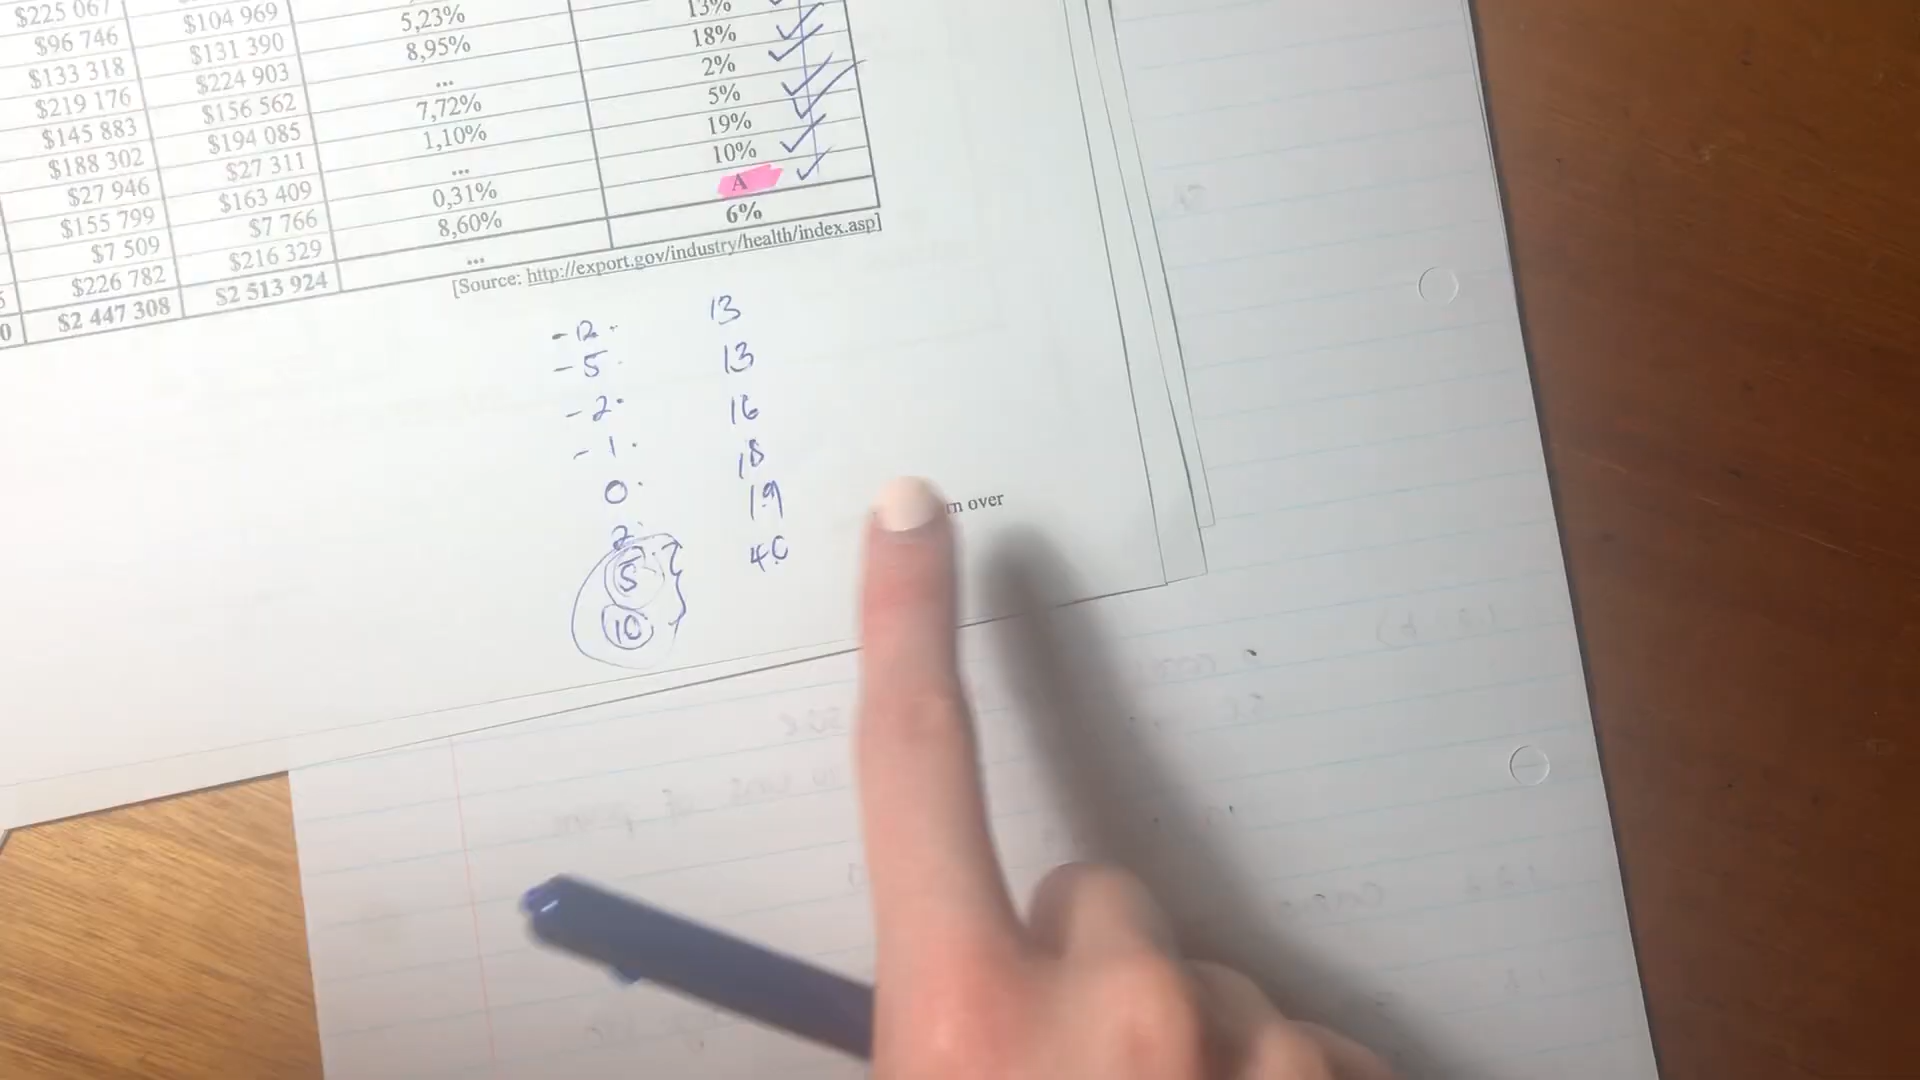 $225 067 $104 969 5,23% 13%
$96 746 $131 390 8,95% 18%
$133 318 $224 903 ... 2%
$219 176 $156 562 7,72% 5%
$145 883 $194 085 1,10% 19%
$188 302 $27 311 ... 10%
$27 946 $163 409 0,31% A
$155 799 $7 766 8,60% 6%
$7 509 $216 329 ...
$226 782 $2 513 924
0 $2 447 308
[Source: http://export.gov/industry/health/index.asp]
-12 13
-5 13
-2 16
-1 18
0 19
2 40
5
10
over